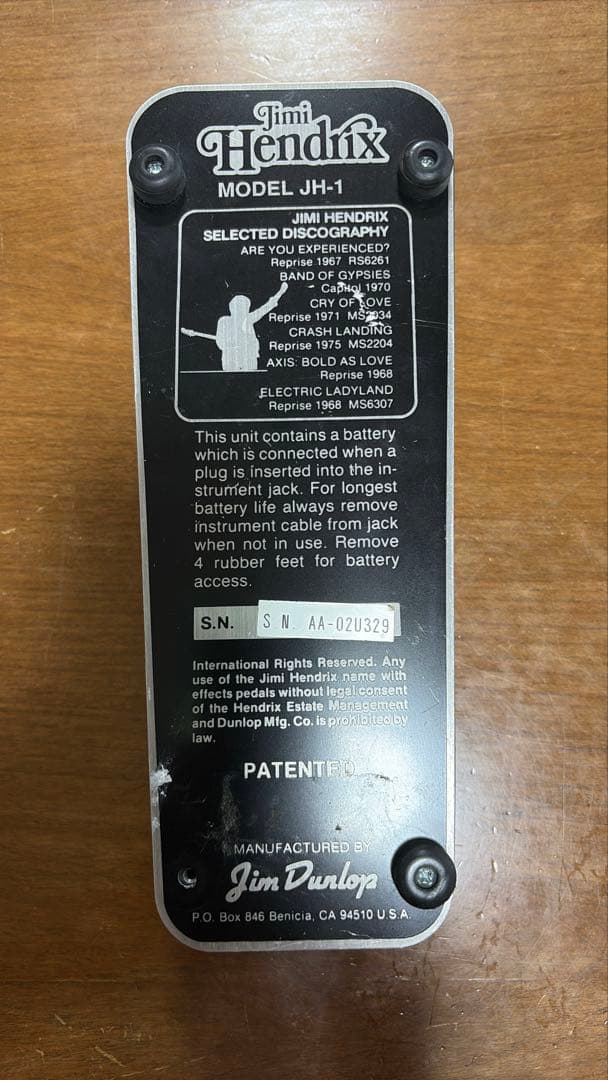 Jimi
Hendrix
MODEL JH-1
JIMI HENDRIX
SELECTED DISCOGRAPHY
ARE YOU EXPERIENCED?
Reprise 1967 RS6261
BAND OF GYPSIES
Capitol 1970
CRY OF LOVE
Reprise 1971 MS2034
CRASH LANDING
Reprise 1975 MS2204
AXIS: BOLD AS LOVE
Reprise 1968
ELECTRIC LADYLAND
Reprise 1968 MS6307
This unit contains a battery
which is connected when a
plug is inserted into the in-
strument jack. For longest
battery life always remove
instrument cable from jack
when not in use. Remove
4 rubber feet for battery
access.
S.N. S N. AA-02U329
International Rights Reserved. Any
use of the Jimi Hendrix name with
effects pedals without legal consent
of the Hendrix Estate Management
and Dunlop Mfg. Co. is prohibited by
law.
PATENTED
MANUFACTURED BY
Jim Dunlop
P.O. Box 846 Benicia, CA 94510 U.S.A.